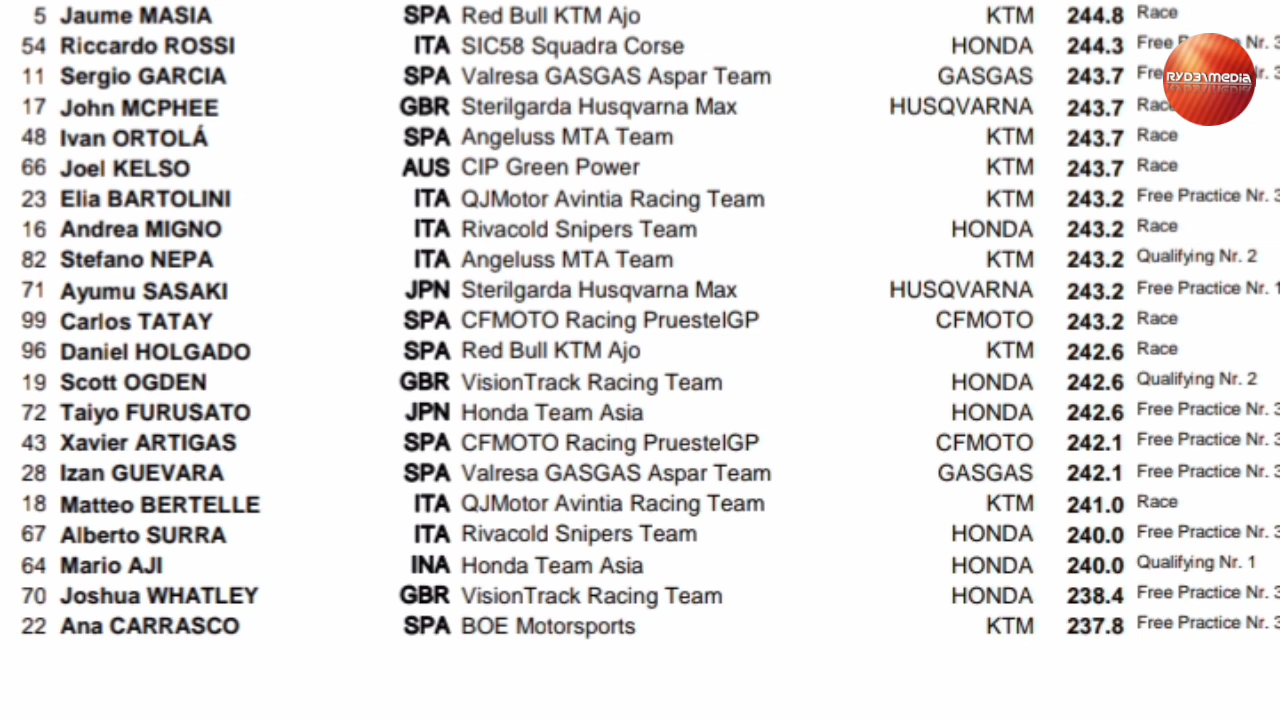 5 Jaume MASIA SPA Red Bull KTM Ajo KTM 244.8 Race
54 Riccardo ROSSI ITA SIC58 Squadra Corse HONDA 244.3 Free Practice Nr. 3
11 Sergio GARCIA SPA Valresa GASGAS Aspar Team GASGAS 243.7 Nr. 3
17 John MCPHEE GBR Sterilgarda Husqvarna Max HUSQVARNA 243.7 Race
48 Ivan ORTOLÁ SPA Angeluss MTA Team KTM 243.7 Race
66 Joel KELSO AUS CIP Green Power KTM 243.7 Race
23 Elia BARTOLINI ITA QJMotor Avintia Racing Team KTM 243.2 Free Practice Nr. 3
16 Andrea MIGNO ITA Rivacold Snipers Team HONDA 243.2 Race
82 Stefano NEPA ITA Angeluss MTA Team KTM 243.2 Qualifying Nr. 2
71 Ayumu SASAKI JPN Sterilgarda Husqvarna Max HUSQVARNA 243.2 Free Practice Nr. 1
99 Carlos TATAY SPA CFMOTO Racing PruestelGP CFMOTO 243.2 Race
96 Daniel HOLGADO SPA Red Bull KTM Ajo KTM 242.6 Race
19 Scott OGDEN GBR VisionTrack Racing Team HONDA 242.6 Qualifying Nr. 2
72 Taiyo FURUSATO JPN Honda Team Asia HONDA 242.6 Free Practice Nr. 3
43 Xavier ARTIGAS SPA CFMOTO Racing PruestelGP CFMOTO 242.1 Free Practice Nr. 3
28 Izan GUEVARA SPA Valresa GASGAS Aspar Team GASGAS 242.1 Free Practice Nr. 3
18 Matteo BERTELLE ITA QJMotor Avintia Racing Team KTM 241.0 Race
67 Alberto SURRA ITA Rivacold Snipers Team HONDA 240.0 Free Practice Nr. 3
64 Mario AJI INA Honda Team Asia HONDA 240.0 Qualifying Nr. 1
70 Joshua WHATLEY GBR VisionTrack Racing Team HONDA 238.4 Free Practice Nr. 3
22 Ana CARRASCO SPA BOE Motorsports KTM 237.8 Free Practice Nr. 3
RYD3\MEDIA